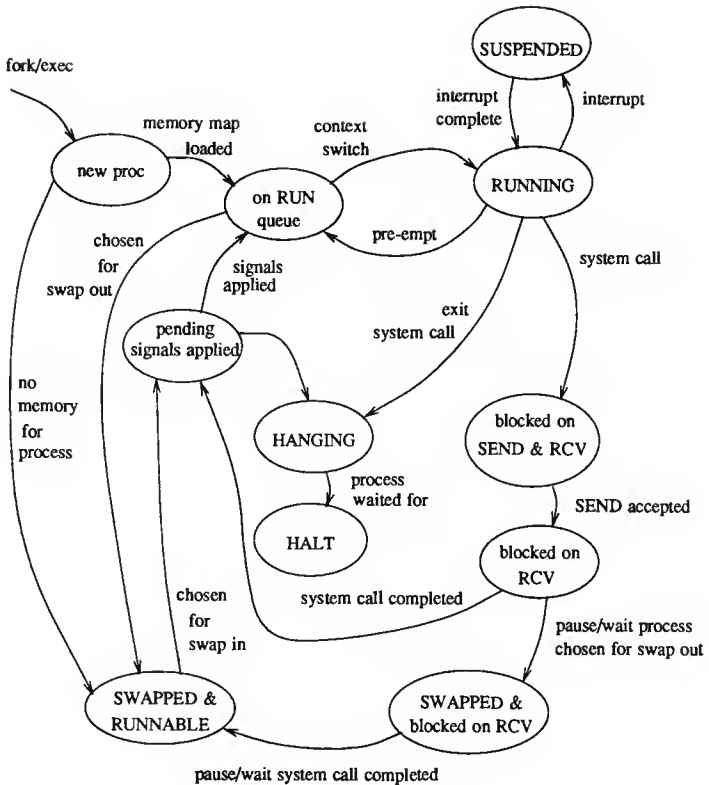 SUSPENDED
fork/exec
interrupt
complete
interrupt
memory map
loaded
context
switch
new proc
on RUN
queue
RUNNING
chosen
for
swap out
pre-empt
signals
applied
system call
exit
system call
pending
signals applied
no
memory
for
process
HANGING
blocked on
SEND & RCV
process
waited for
SEND accepted
HALT
blocked on
RCV
chosen
for
swap in
system call completed
pause/wait process
chosen for swap out
SWAPPED &
RUNNABLE
SWAPPED &
blocked on RCV
pause/wait system call completed